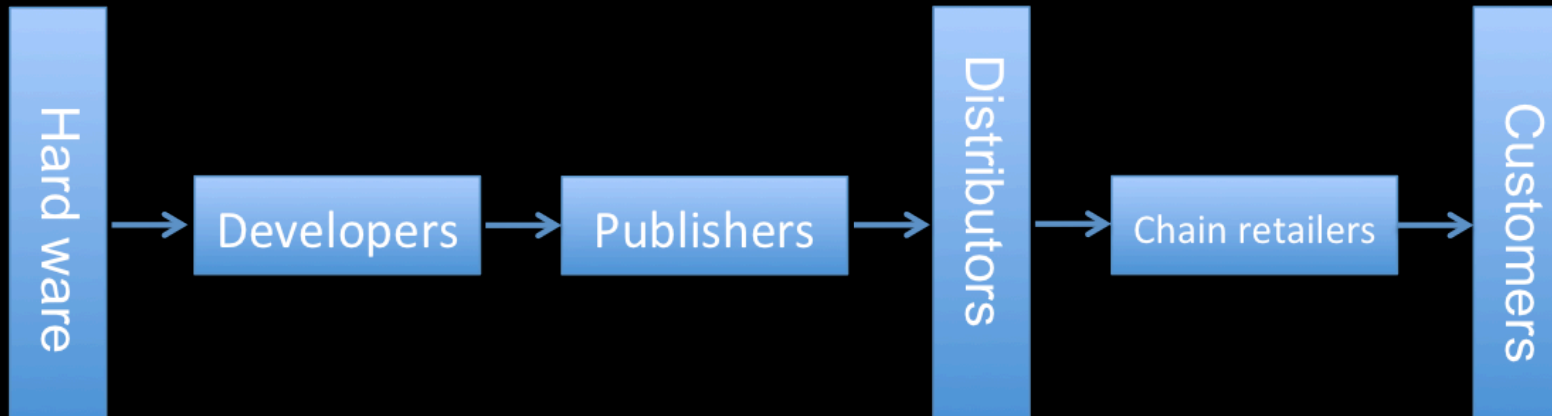 Hard ware
Developers
Publishers
Distributors
Chain retailers
Customers